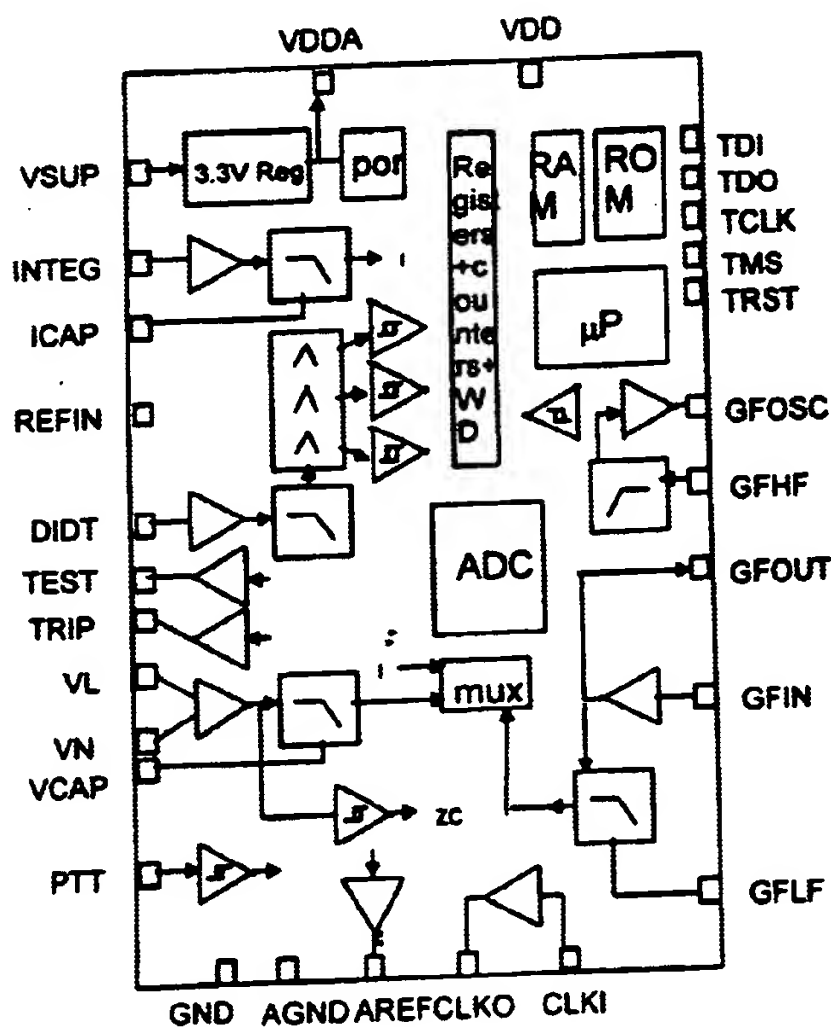 VDDA
VDD
VSUP
3.3V Reg
por
Re
gist
ers
+c
ou
nte
rs+
W
D
RA
M
RO
M
TDI
TDO
TCLK
TMS
TRST
INTEG
I
ICAP
µP
REFIN
GFOSC
GFHF
DIDT
ADC
GFOUT
TEST
TRIP
VL
I
mux
GFIN
VN
VCAP
ZC
PTT
GFLF
GND
AGND
AREF
CLKO
CLKI